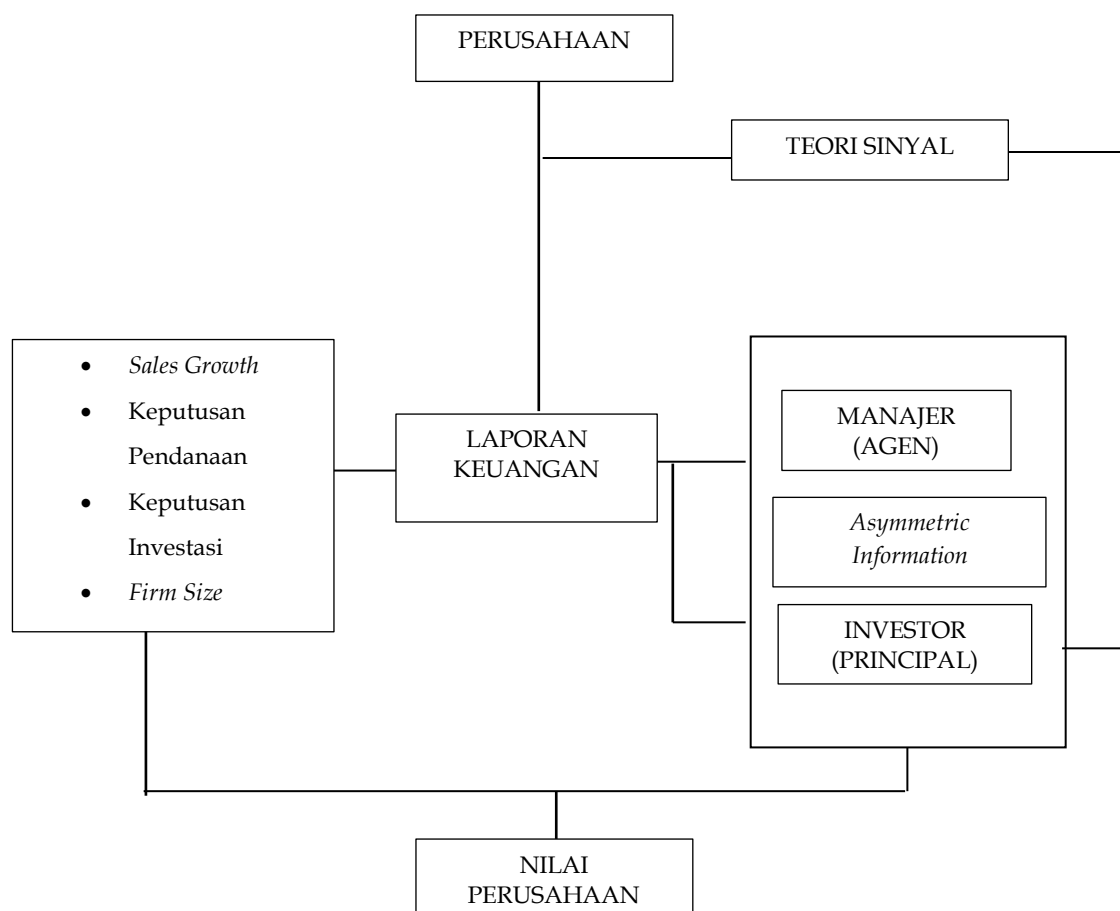 PERUSAHAAN
TEORI SINYAL
• Sales Growth
• Keputusan
Pendanaan
• Keputusan
Investasi
• Firm Size
LAPORAN
KEUANGAN
MANAJER
(AGEN)
Asymmetric
Information
INVESTOR
(PRINCIPAL)
NILAI
PERUSAHAAN